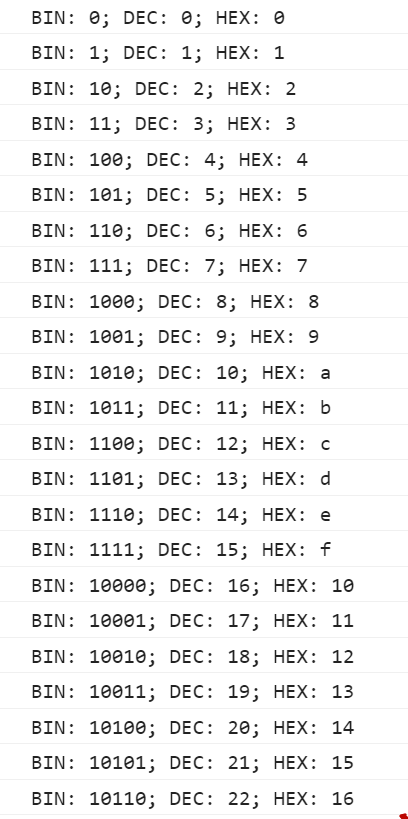 BIN: 0; DEC: 0; HEX: 0
BIN: 1; DEC: 1; HEX: 1
BIN: 10; DEC: 2; HEX: 2
BIN: 11; DEC: 3; HEX: 3
BIN: 100; DEC: 4; HEX: 4
BIN: 101; DEC: 5; HEX: 5
BIN: 110; DEC: 6; HEX: 6
BIN: 111; DEC: 7; HEX: 7
BIN: 1000; DEC: 8; HEX: 8
BIN: 1001; DEC: 9; HEX: 9
BIN: 1010; DEC: 10; HEX: a
BIN: 1011; DEC: 11; HEX: b
BIN: 1100; DEC: 12; HEX: c
BIN: 1101; DEC: 13; HEX: d
BIN: 1110; DEC: 14; HEX: e
BIN: 1111; DEC: 15; HEX: f
BIN: 10000; DEC: 16; HEX: 10
BIN: 10001; DEC: 17; HEX: 11
BIN: 10010; DEC: 18; HEX: 12
BIN: 10011; DEC: 19; HEX: 13
BIN: 10100; DEC: 20; HEX: 14
BIN: 10101; DEC: 21; HEX: 15
BIN: 10110; DEC: 22; HEX: 16